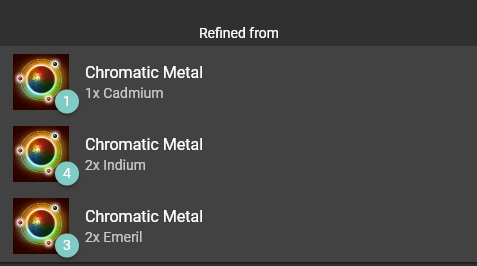 Refined from
Chromatic Metal
1x Cadmium
1
Chromatic Metal
2x Indium
4
Chromatic Metal
2x Emeril
3